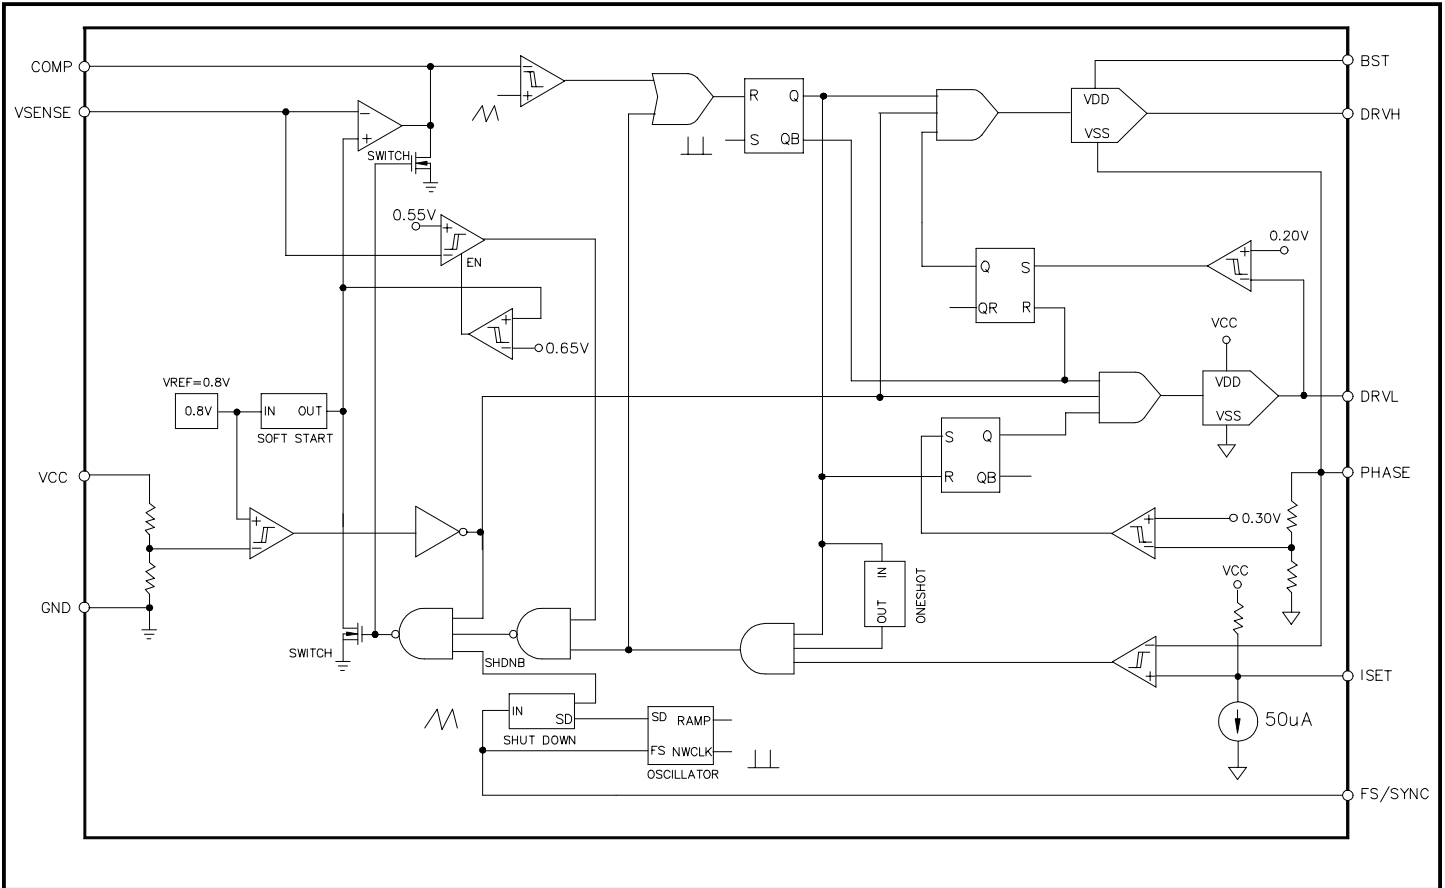 COMP
BST
VSENSE
R Q
S QB
VDD
VSS
DRVH
SWITCH
0.55V
EN
0.65V
0.20V
Q S
QR R
VCC
VDD
VSS
DRVL
VREF=0.8V
0.8V
IN OUT
SOFT START
S Q
R QB
VCC
PHASE
0.30V
IN
OUT
ONESHOT
VCC
GND
SWITCH
SHDNB
ISET
50uA
IN
SD
SHUT DOWN
SD RAMP
FS NWCLK
OSCILLATOR
FS/SYNC